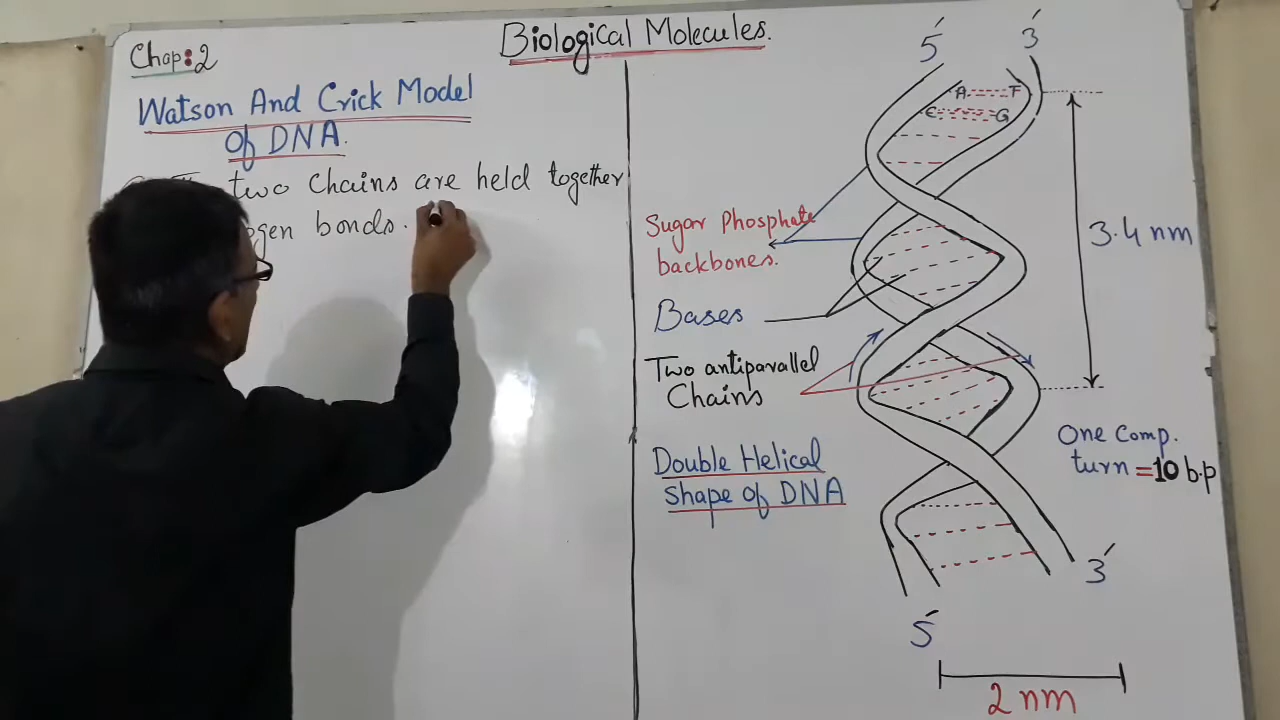 Biological Molecules.
Chap:2
Watson And Crick Model
of DNA.
two Chains are held together
ogen bonds.
5′
3′
A
T
C
G
3.4 nm
Sugar Phosphate
backbones.
Bases
Two antiparallel
Chains
One Comp.
turn = 10 b.p
Double Helical
Shape of DNA
3′
5′
2 nm